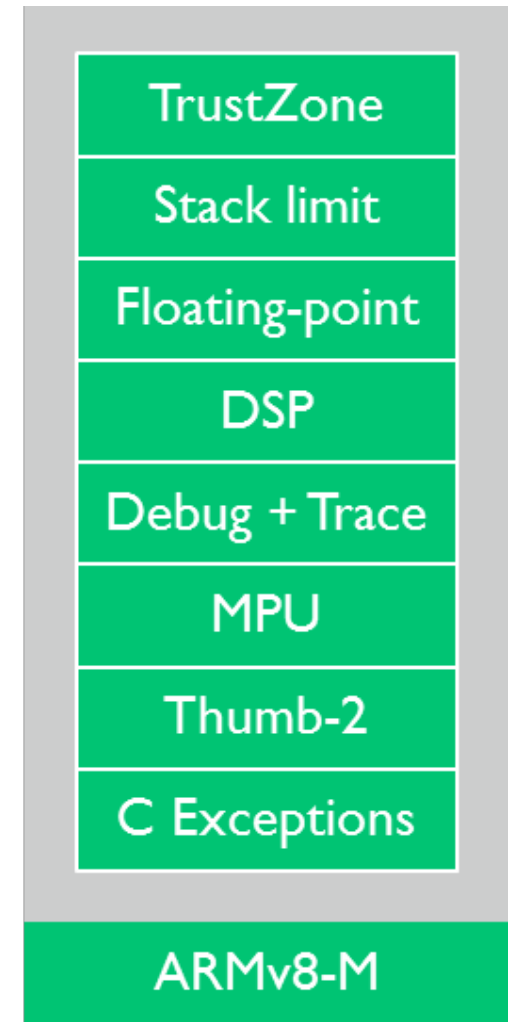 TrustZone
Stack limit
Floating-point
DSP
Debug + Trace
MPU
Thumb-2
C Exceptions
ARMv8-M